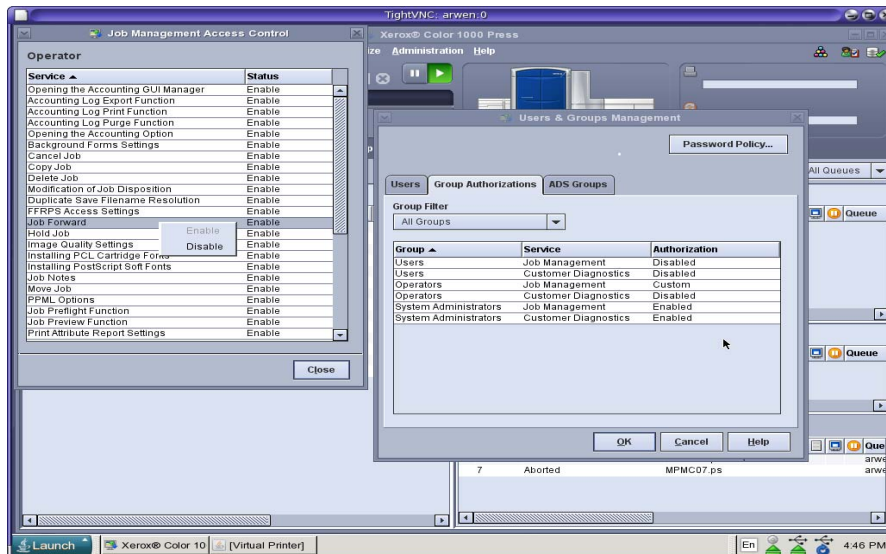 TightVNC: arwen:0
Job Management Access Control
Operator
Service Status
Opening the Accounting GUI Manager Enable
Accounting Log Export Function Enable
Accounting Log Print Function Enable
Accounting Log Purge Function Enable
Opening the Accounting Option Enable
Background Forms Settings Enable
Cancel Job Enable
Copy Job Enable
Delete Job Enable
Modification of Job Disposition Enable
Duplicate Save Filename Resolution Enable
FFRPS Access Settings Enable
Job Forward Enable
Hold Job Enable
Image Quality Settings Enable
Installing PCL Cartridge Fonts Enable
Installing PostScript Soft Fonts Enable
Job Notes Enable
Move Job Enable
PPML Options Enable
Job Preflight Function Enable
Job Preview Function Enable
Print Attribute Report Settings Enable
Enable
Disable
Close
Xerox® Color 1000 Press
ize Administration Help
All Queues
Queue
Queue
Que
Users & Groups Management
Password Policy...
Users Group Authorizations ADS Groups
Group Filter
All Groups
Group Service Authorization
Users Job Management Disabled
Users Customer Diagnostics Disabled
Operators Job Management Custom
Operators Customer Diagnostics Disabled
System Administrators Job Management Enabled
System Administrators Customer Diagnostics Enabled
OK Cancel Help
arwe
7 Aborted MPMC07.ps arwe
Launch Xerox® Color 10 [Virtual Printer] En 4:46 PM